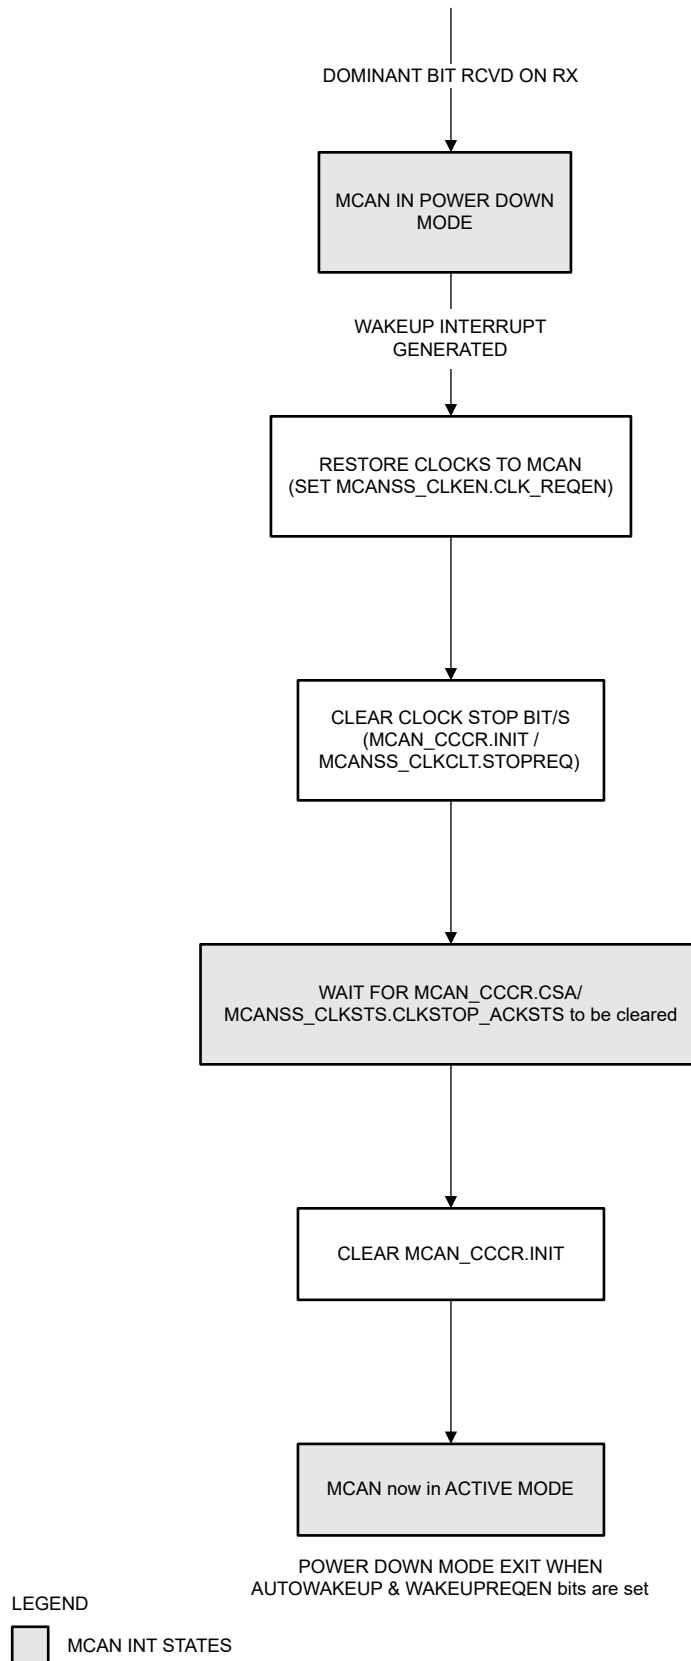 DOMINANT BIT RCVD ON RX
MCAN IN POWER DOWN
MODE
WAKEUP INTERRUPT
GENERATED
RESTORE CLOCKS TO MCAN
(SET MCANSS_CLKEN.CLK_REQEN)
CLEAR CLOCK STOP BIT/S
(MCAN_CCCR.INIT /
MCANSS_CLKCLT.STOPREQ)
WAIT FOR MCAN_CCCR.CSA/
MCANSS_CLKSTS.CLKSTOP_ACKSTS to be cleared
CLEAR MCAN_CCCR.INIT
MCAN now in ACTIVE MODE
POWER DOWN MODE EXIT WHEN
AUTOWAKEUP & WAKEUPREQEN bits are set
LEGEND
MCAN INT STATES